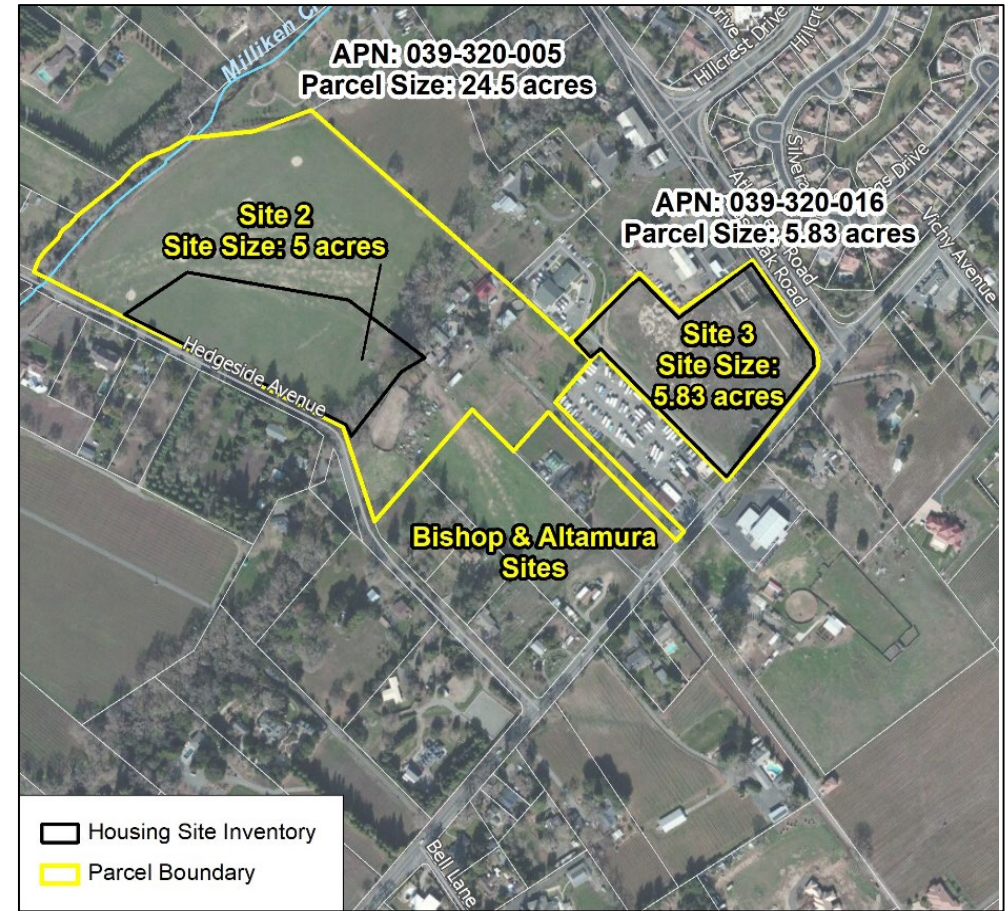 Milliken C
Hillcrest Drive
APN: 039-320-005
Parcel Size: 24.5 acres
APN: 039-320-016
Parcel Size: 5.83 acres
Vichy Avenue
Site 2
Site Size: 5 acres
Site 3
Site Size:
5.83 acres
Hedgeside Avenue
Bishop & Altamura
Sites
Bell Lane
Housing Site Inventory
Parcel Boundary